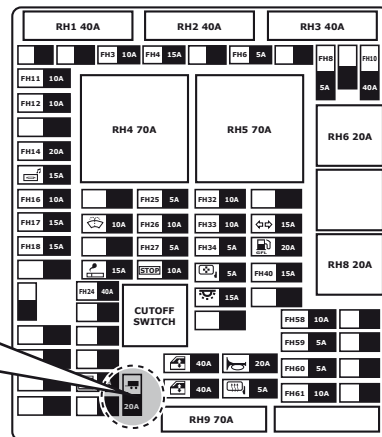 RH1 40A RH2 40A RH3 40A
FH3 10A FH4 15A FH6 5A FH8 5A FH10 40A
FH11 10A
FH12 10A
RH4 70A RH5 70A RH6 20A
FH14 20A
15A
FH16 10A FH25 5A FH32 10A
FH17 15A 10A FH26 10A FH33 10A 15A
FH18 15A FH27 5A FH34 5A GFL 20A
RH8 20A
15A STOP 10A 5A FH40 15A
FH24 40A 15A
CUTOFF
SWITCH
FH58 10A
FH59 5A
40A 20A FH60 5A
40A 5A FH61 10A
20A
RH9 70A